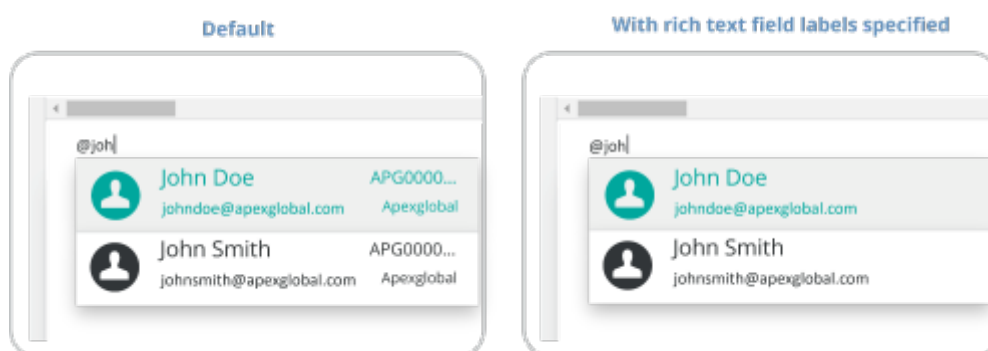 Default
@joh
John Doe APG0000...
johndoe@apexglobal.com Apexglobal
John Smith APG0000...
johnsmith@apexglobal.com Apexglobal
With rich text field labels specified
@joh
John Doe
johndoe@apexglobal.com
John Smith
johnsmith@apexglobal.com